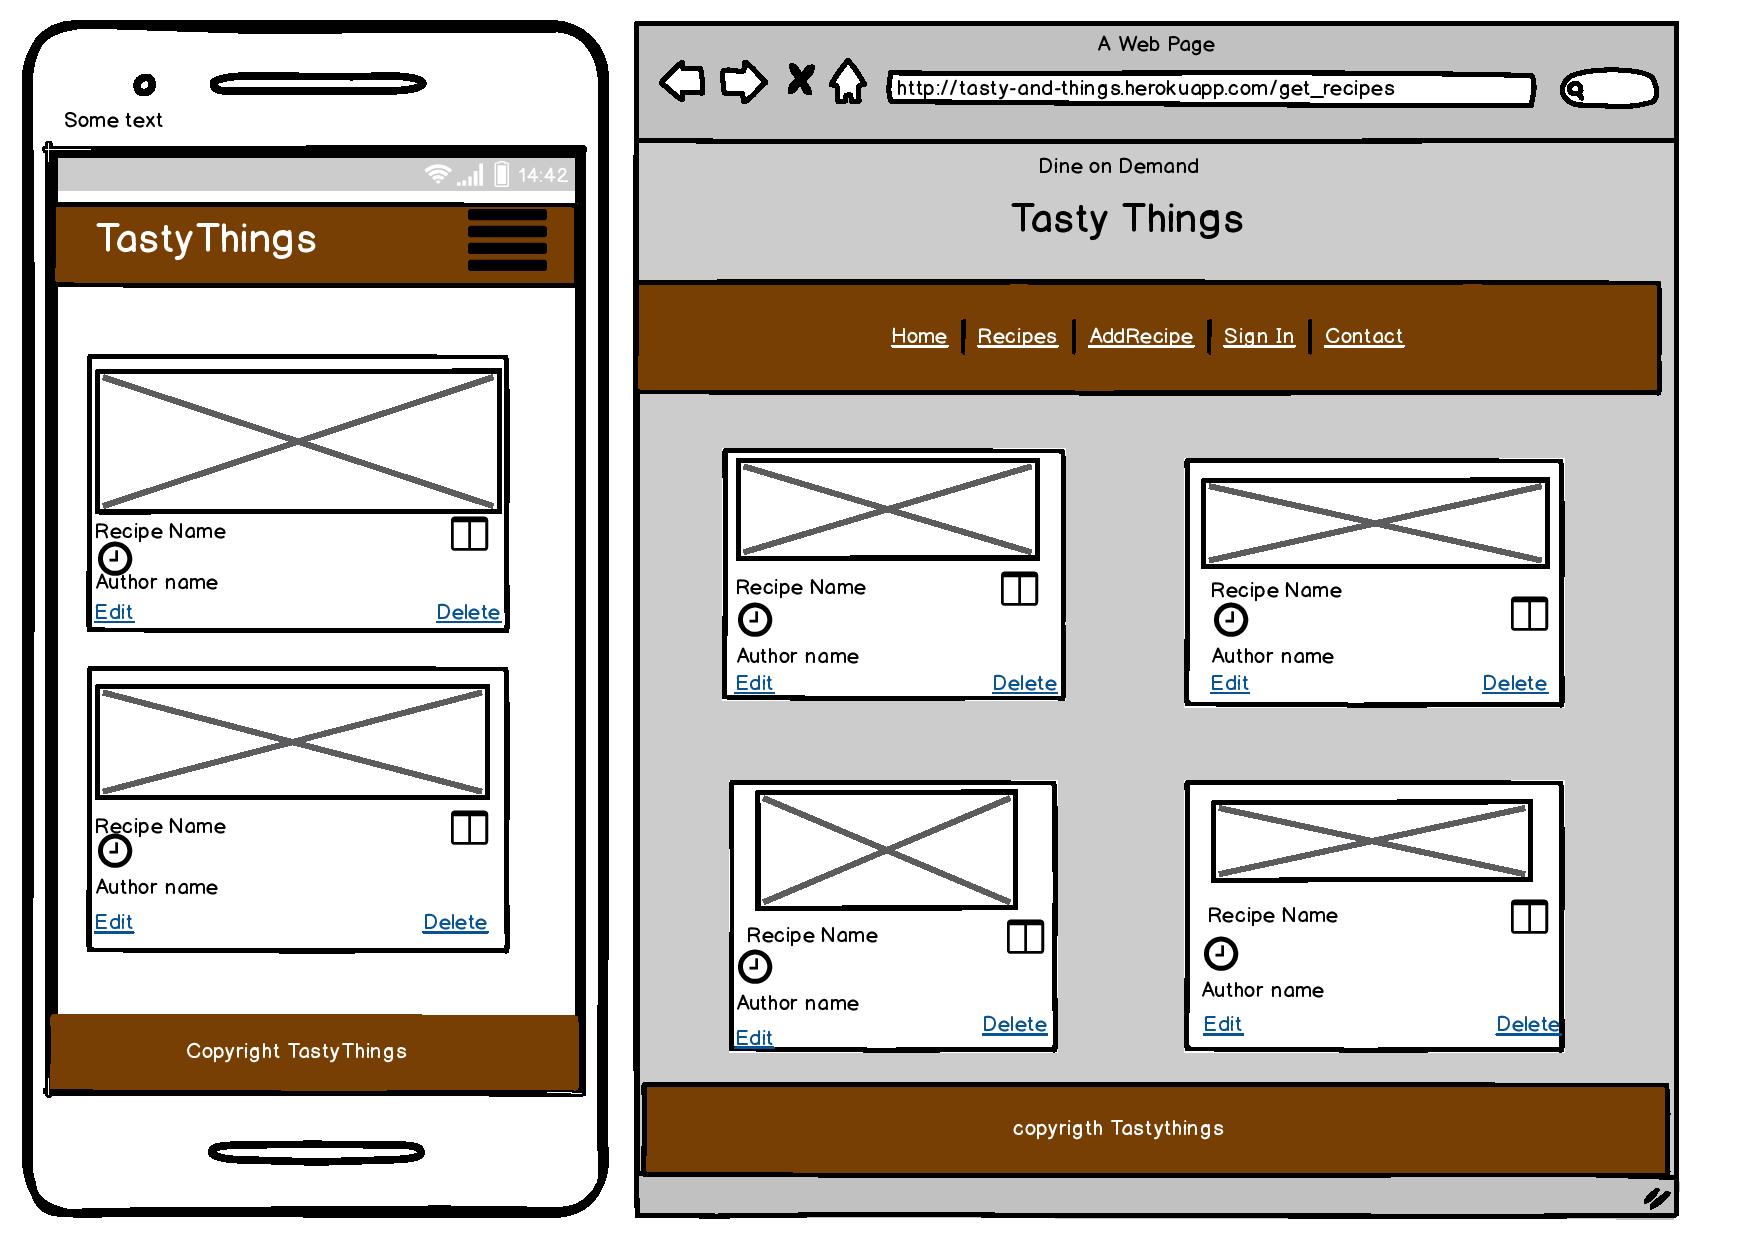 Some text
14:42
TastyThings
Recipe Name
Author name
Edit Delete
Recipe Name
Author name
Edit Delete
Copyright TastyThings
A Web Page
http://tasty-and-things.herokuapp.com/get_recipes
Dine on Demand
Tasty Things
Home Recipes AddRecipe Sign In Contact
Recipe Name
Author name
Edit Delete
Recipe Name
Author name
Edit Delete
Recipe Name
Author name
Edit Delete
Recipe Name
Author name
Edit Delete
copyrigth Tastythings